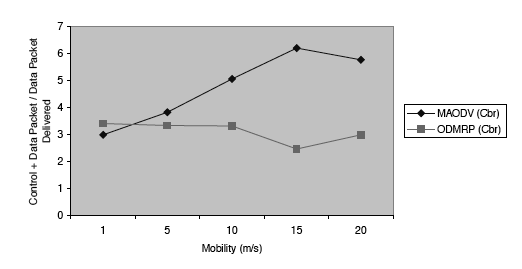 Control + Data Packet / Data Packet
Delivered
7
6
5
4
3
2
1
0
1 5 10 15 20
Mobility (m/s)
MAODV (Cbr)
ODMRP (Cbr)